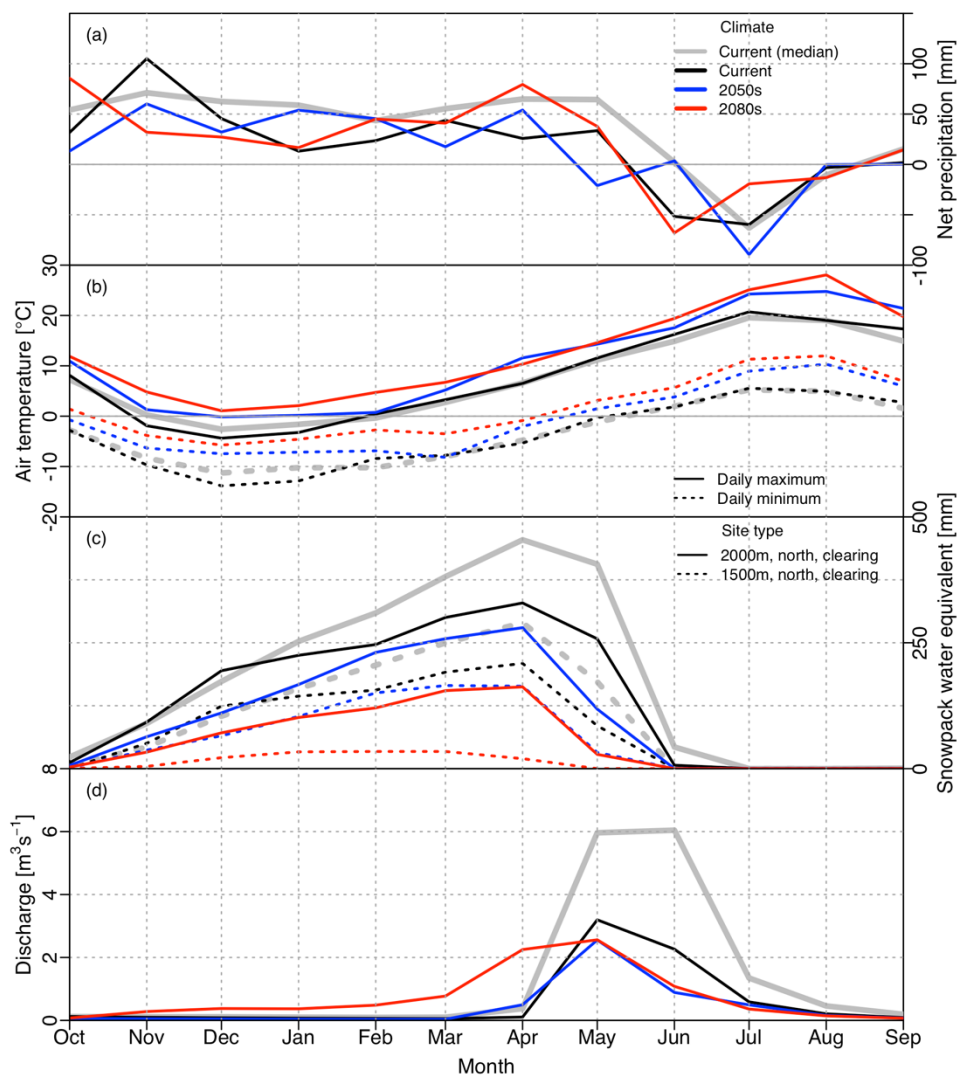 (a)
Climate
Current (median)
Current
2050s
2080s
100
50
0
-100
Net precipitation [mm]
(b)
30
20
10
0
-10
-20
Air temperature [°C]
Daily maximum
Daily minimum
(c)
Site type
2000m, north, clearing
1500m, north, clearing
500
250
0
Snowpack water equivalent [mm]
(d)
8
6
4
2
0
Discharge [m³s⁻¹]
Oct Nov Dec Jan Feb Mar Apr May Jun Jul Aug Sep
Month